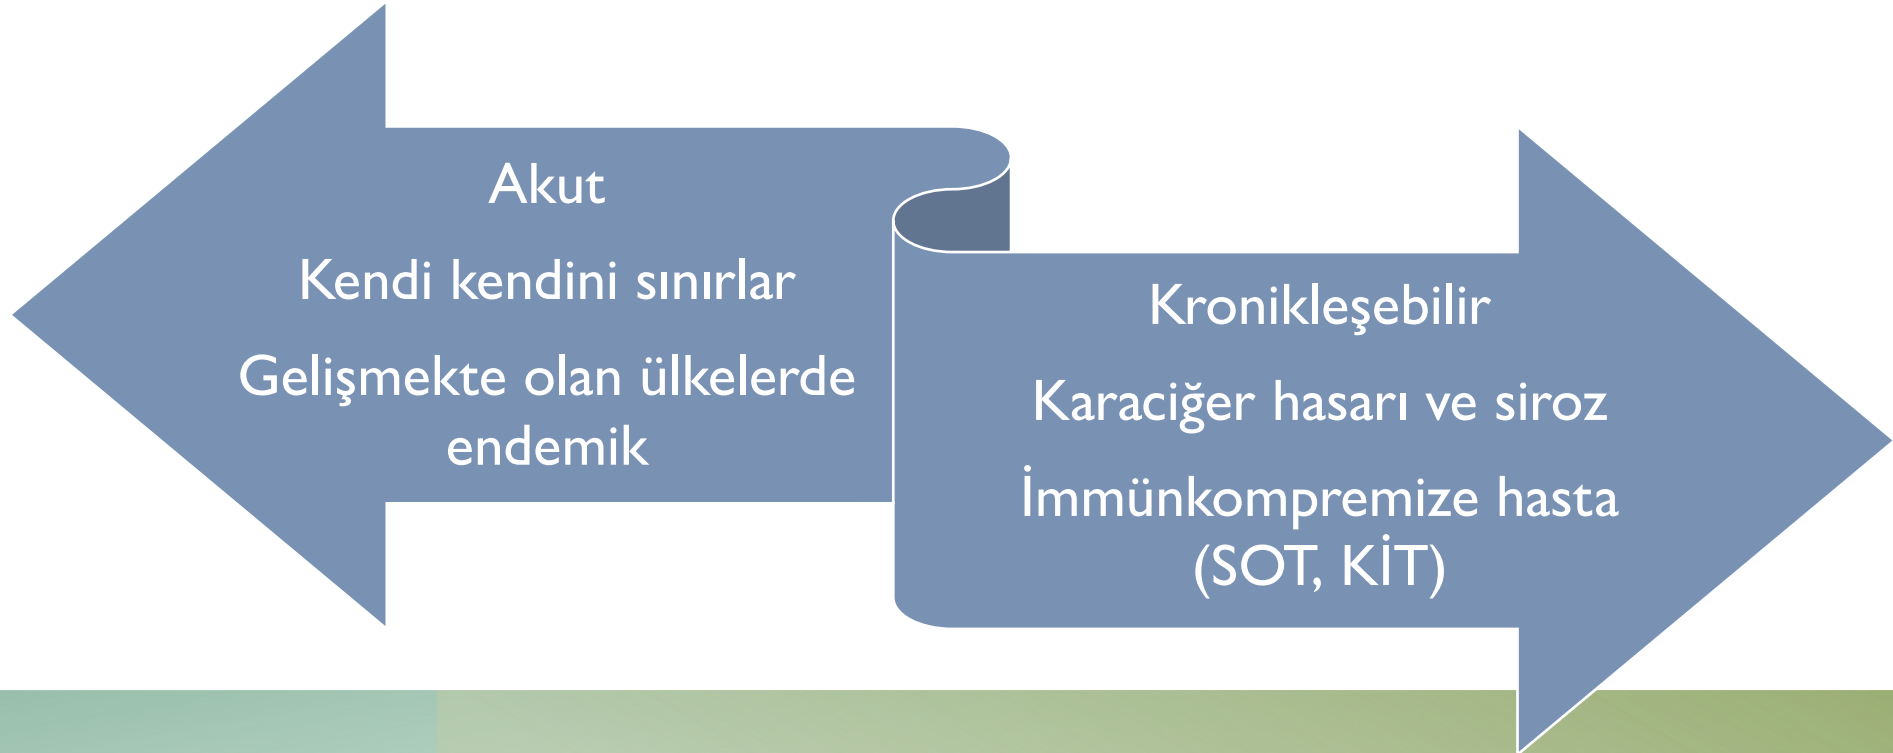 Akut
Kendi kendini sınırlar
Gelişmekte olan ülkelerde
endemik
Kronikleşebilir
Karaciğer hasarı ve siroz
İmmünkompremize hasta
(SOT, KİT)